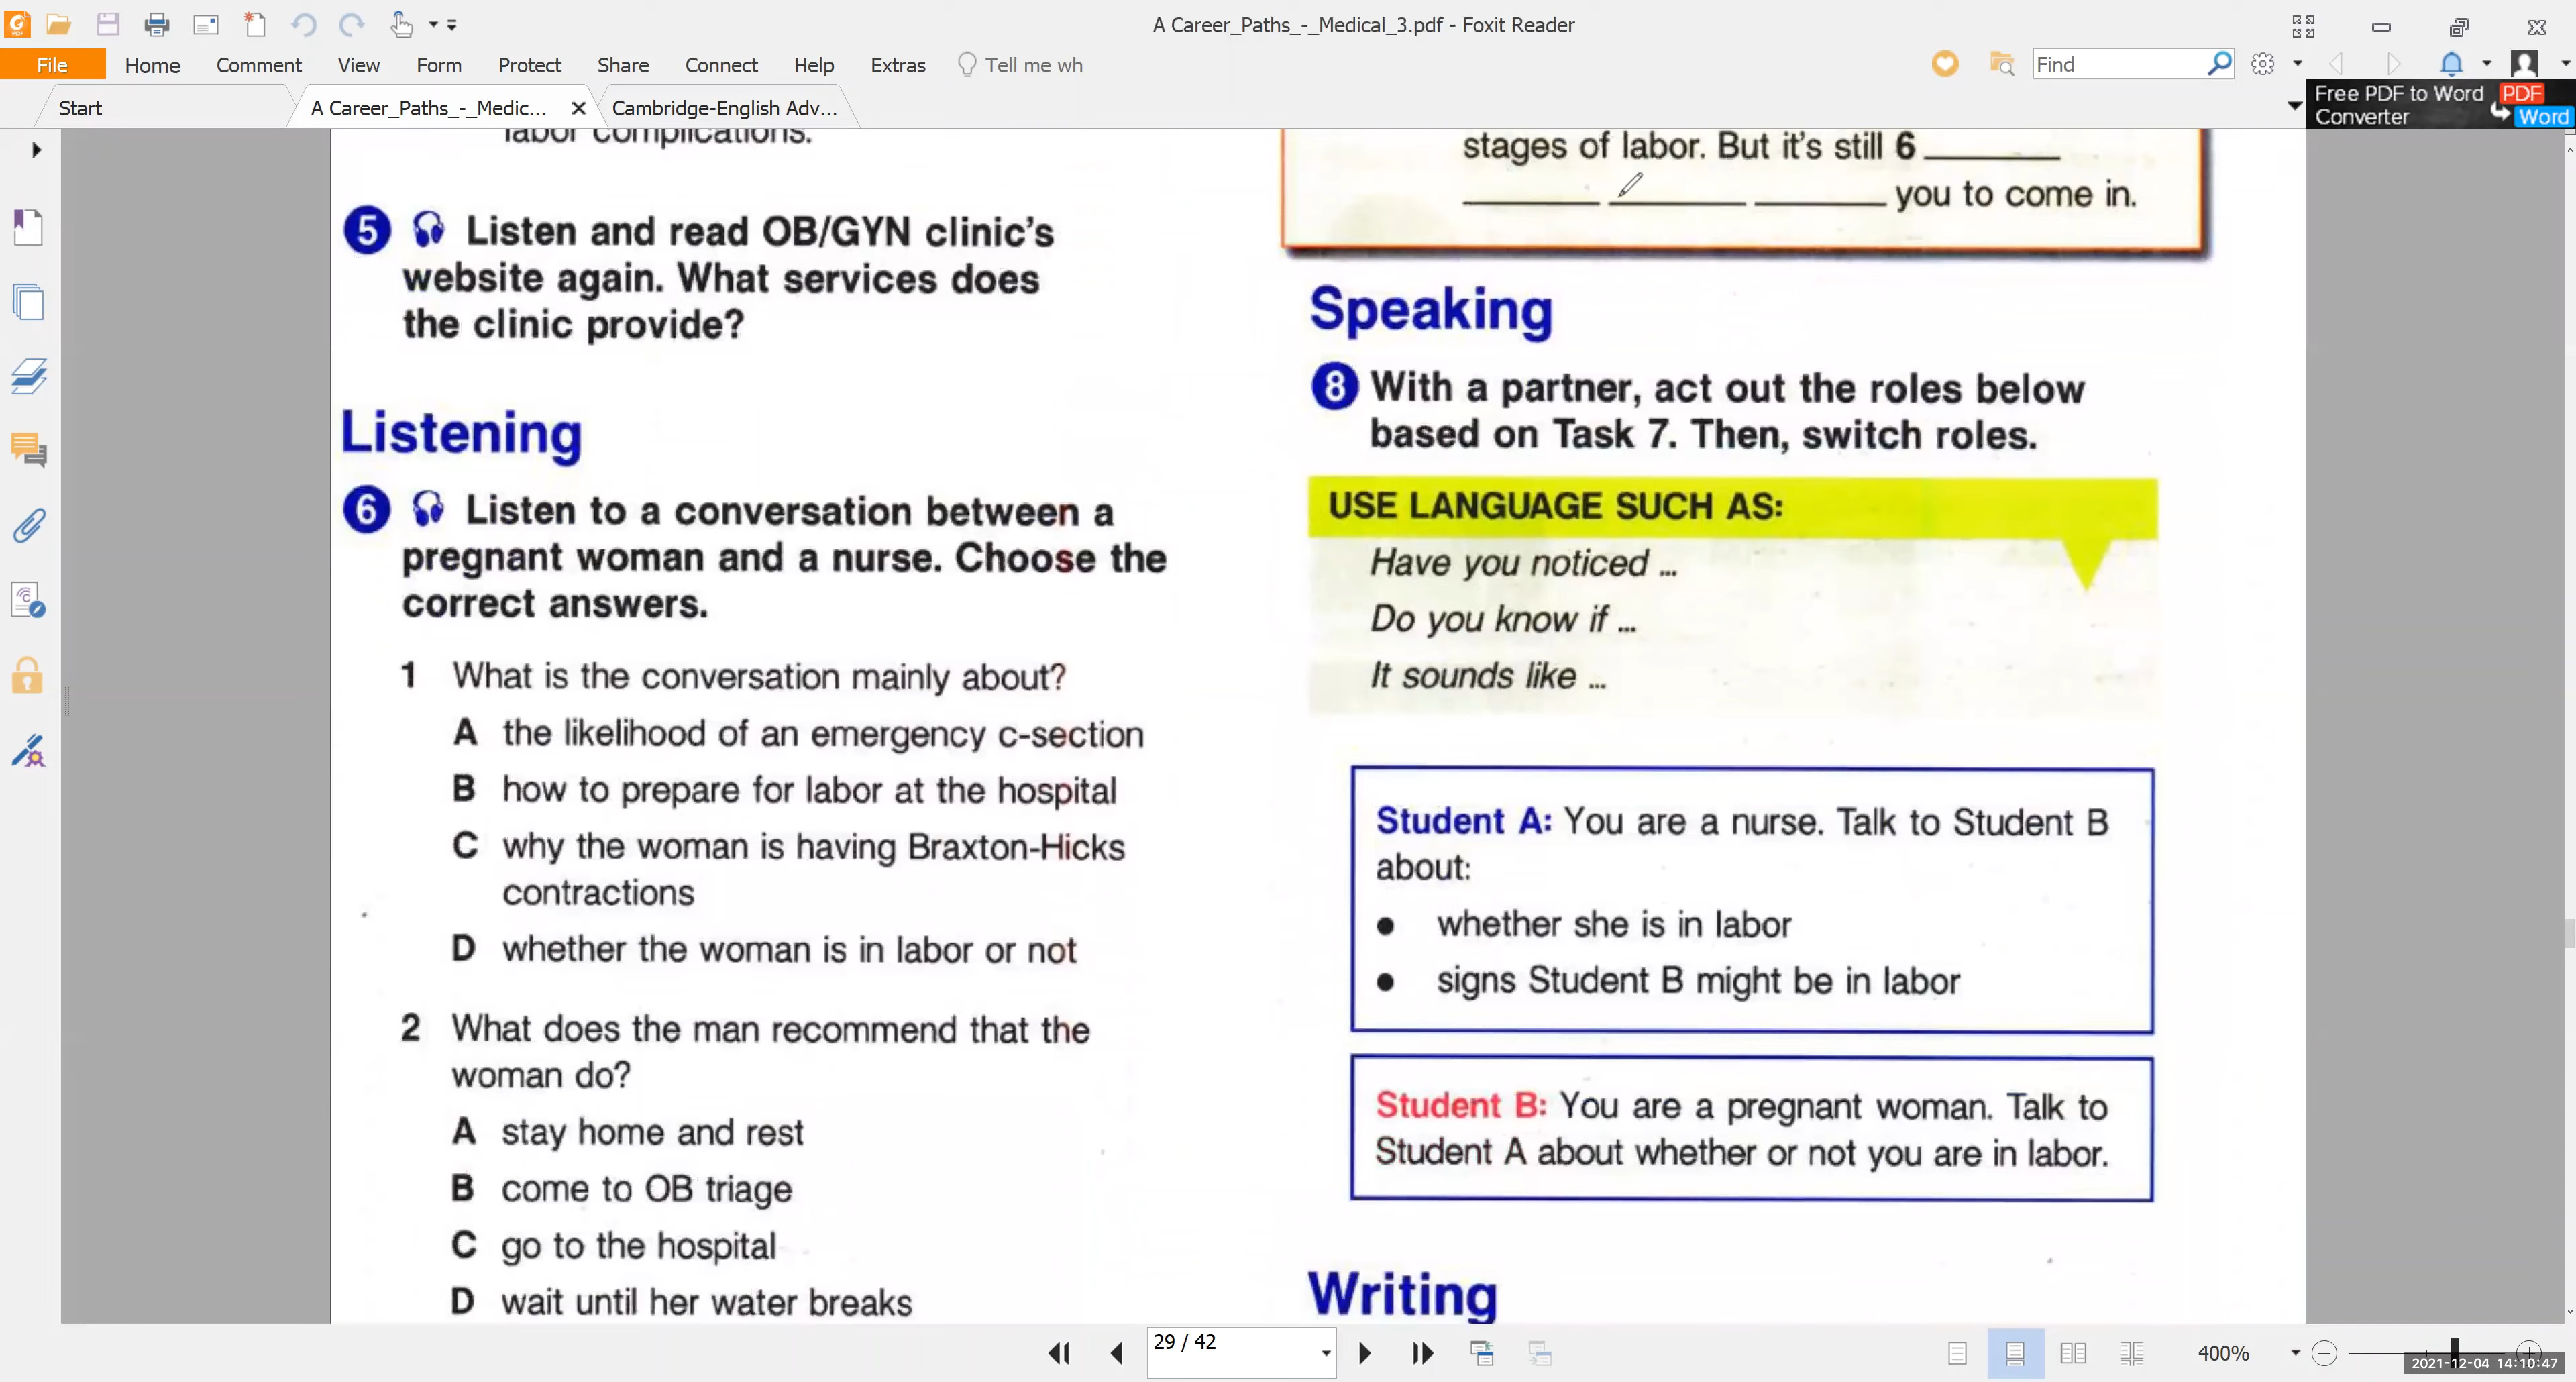 A Career_Paths_-_Medical_3.pdf - Foxit Reader
File Home Comment View Form Protect Share Connect Help Extras Tell me wh
Find
Start
A Career_Paths_-_Medic...
Cambridge-English Adv...
Free PDF to Word PDF
Converter Word
labor complications.
5 Listen and read OB/GYN clinic's
website again. What services does
the clinic provide?
Listening
6 Listen to a conversation between a
pregnant woman and a nurse. Choose the
correct answers.
1 What is the conversation mainly about?
A the likelihood of an emergency c-section
B how to prepare for labor at the hospital
C why the woman is having Braxton-Hicks
contractions
D whether the woman is in labor or not
2 What does the man recommend that the
woman do?
A stay home and rest
B come to OB triage
C go to the hospital
D wait until her water breaks
stages of labor. But it's still 6 ______
______ ______ ______ you to come in.
Speaking
8 With a partner, act out the roles below
based on Task 7. Then, switch roles.
USE LANGUAGE SUCH AS:
Have you noticed ...
Do you know if ...
It sounds like ...
Student A: You are a nurse. Talk to Student B
about:
• whether she is in labor
• signs Student B might be in labor
Student B: You are a pregnant woman. Talk to
Student A about whether or not you are in labor.
Writing
29 / 42
400%
2021-12-04 14:10:47